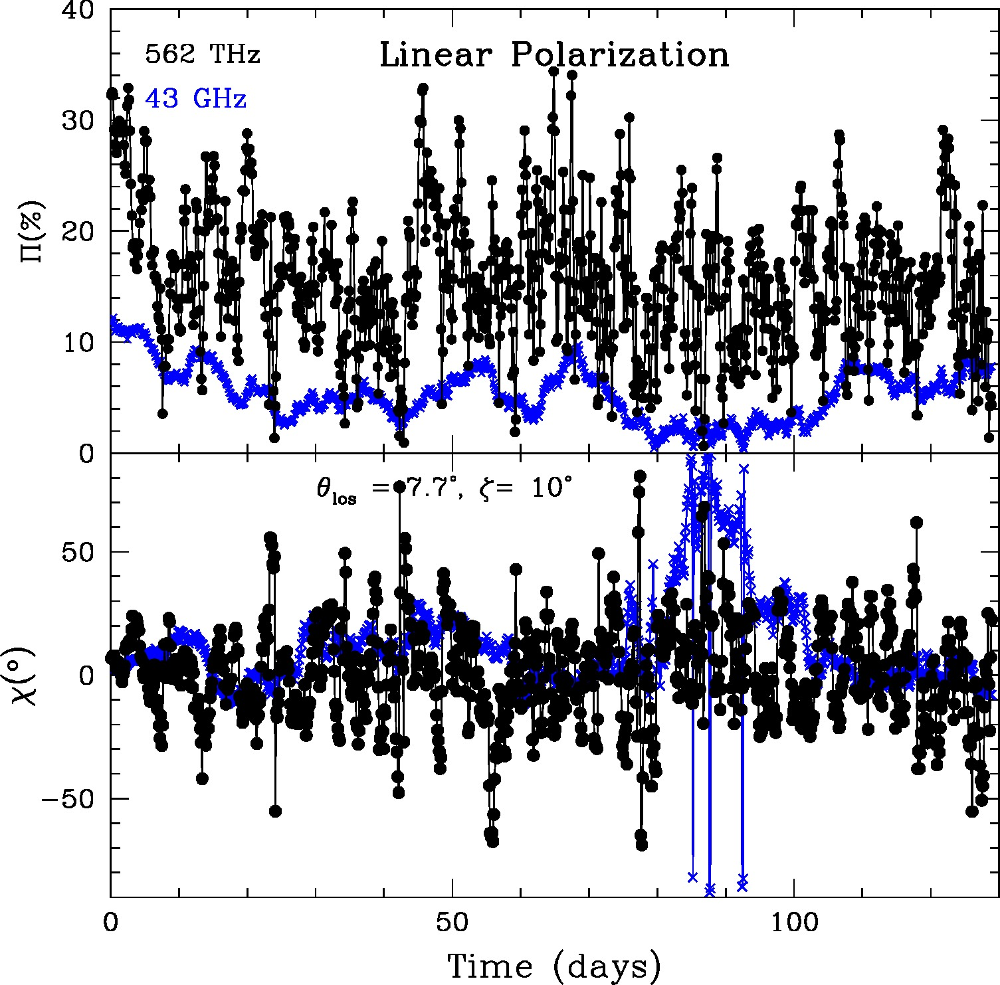 40
562 THz
Linear Polarization
43 GHz
30
Π(%)
20
10
0
θlos = 7.7°, ζ= 10°
50
χ(°)
0
−50
0 50 100
Time (days)